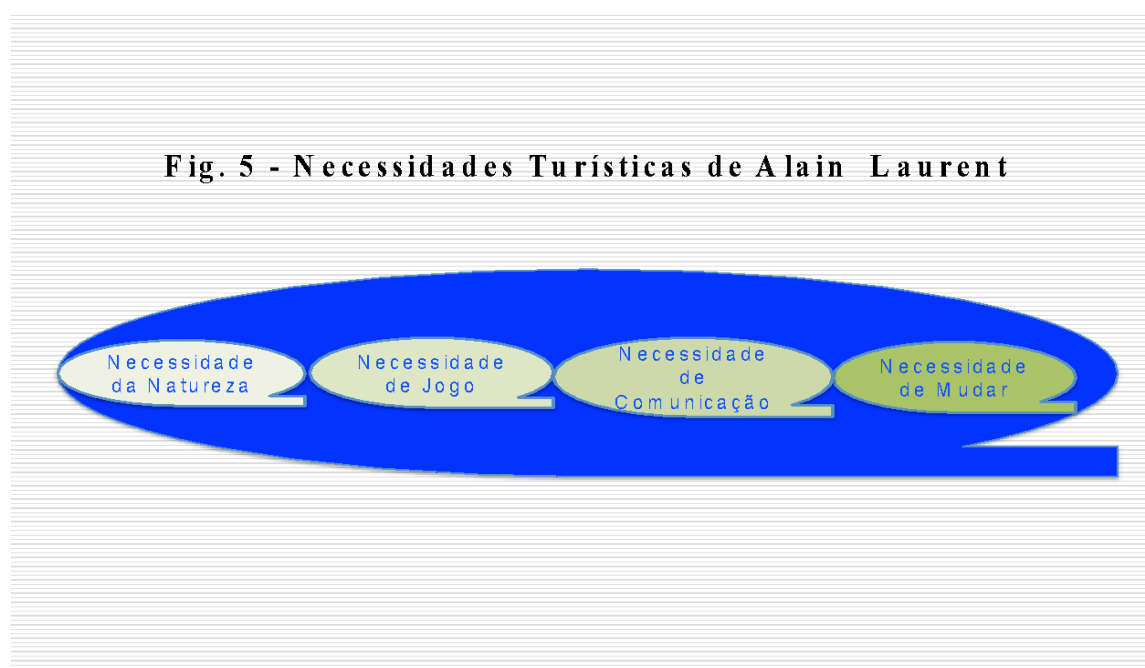 Fig. 5 - Necessidades Turísticas de Alain Laurent
Necessidade
da Natureza
Necessidade
de Jogo
Necessidade
de
Comunicação
Necessidade
de Mudar